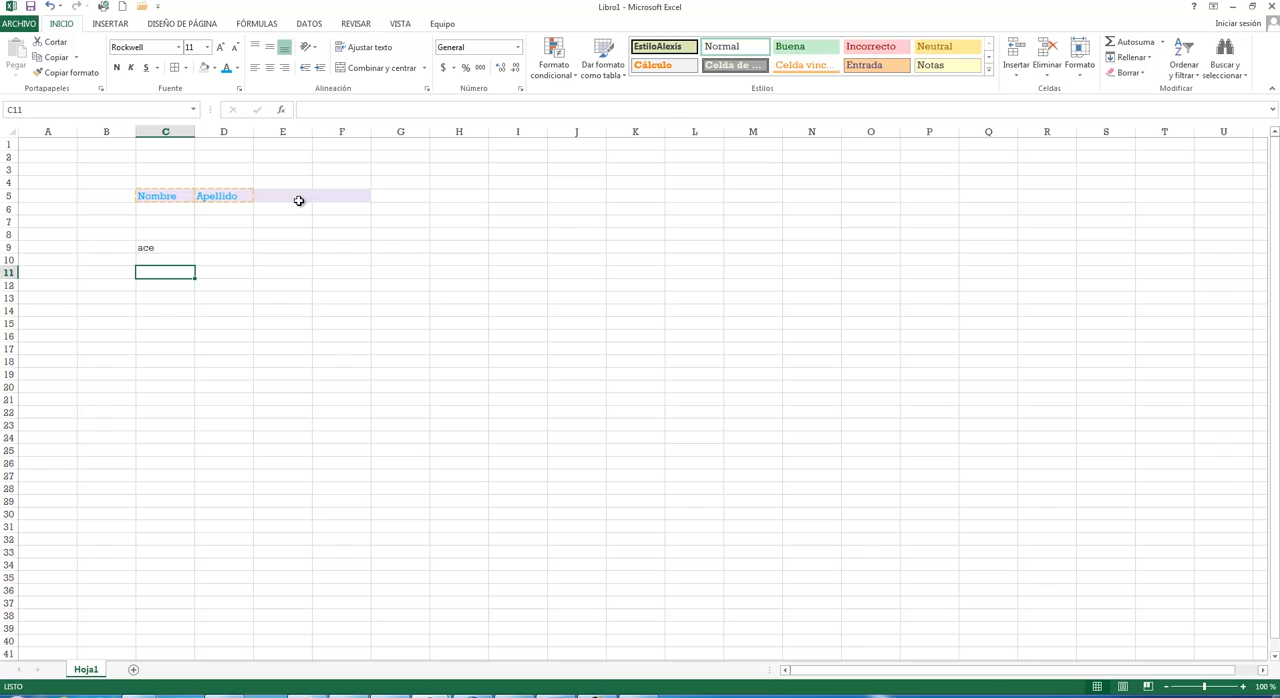 Libro1 - Microsoft Excel
?
ARCHIVO INICIO INSERTAR DISEÑO DE PÁGINA FÓRMULAS DATOS REVISAR VISTA Equipo Iniciar sesión
Pegar
Cortar
Copiar
Copiar formato
Portapapeles
Rockwell 11
N K S
Fuente
Ajustar texto
Combinar y centrar
Alineación
General
$ % 000
Número
Formato condicional
Dar formato como tabla
EstiloAlexis Normal Buena Incorrecto Neutral
Cálculo Celda de ... Celda vinc... Entrada Notas
Estilos
Insertar Eliminar Formato
Celdas
Autosuma
Rellenar
Borrar
Ordenar y filtrar
Buscar y seleccionar
Modificar
C11 fx
A B C D E F G H I J K L M N O P Q R S T U
1
2
3
4
5 Nombre Apellido
6
7
8
9 ace
10
11
12
13
14
15
16
17
18
19
20
21
22
23
24
25
26
27
28
29
30
31
32
33
34
35
36
37
38
39
40
41
Hoja1
LISTO 100 %